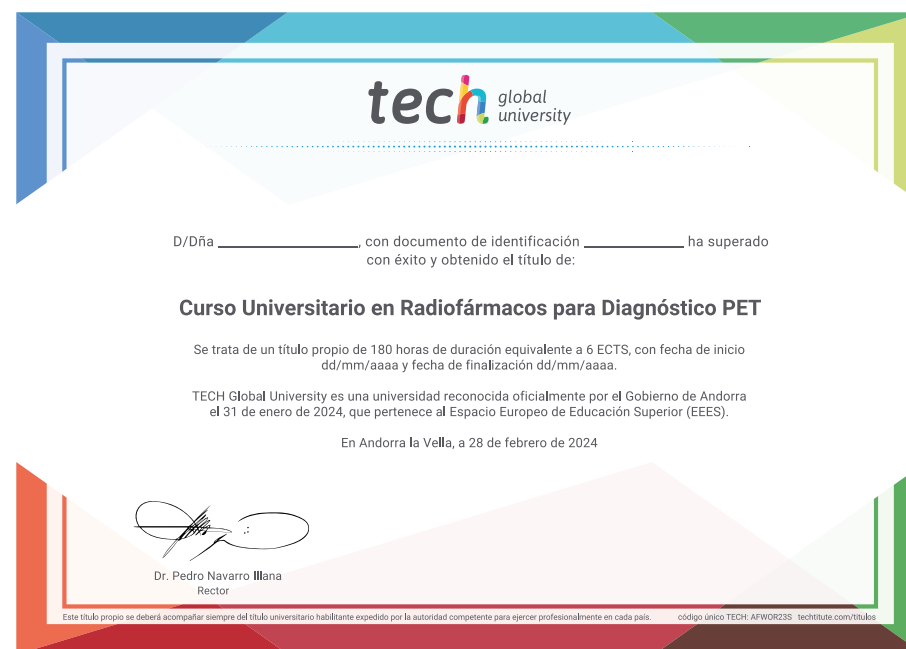 tech global
university
D/Dña ______________, con documento de identificación __________ ha superado
con éxito y obtenido el título de:
Curso Universitario en Radiofármacos para Diagnóstico PET
Se trata de un título propio de 180 horas de duración equivalente a 6 ECTS, con fecha de inicio
dd/mm/aaaa y fecha de finalización dd/mm/aaaa.
TECH Global University es una universidad reconocida oficialmente por el Gobierno de Andorra
el 31 de enero de 2024, que pertenece al Espacio Europeo de Educación Superior (EEES).
En Andorra la Vella, a 28 de febrero de 2024
Dr. Pedro Navarro Illana
Rector
Este título propio se deberá acompañar siempre del título universitario habilitante expedido por la autoridad competente para ejercer profesionalmente en cada país. código único TECH: AFWOR23S techtitute.com/titulos